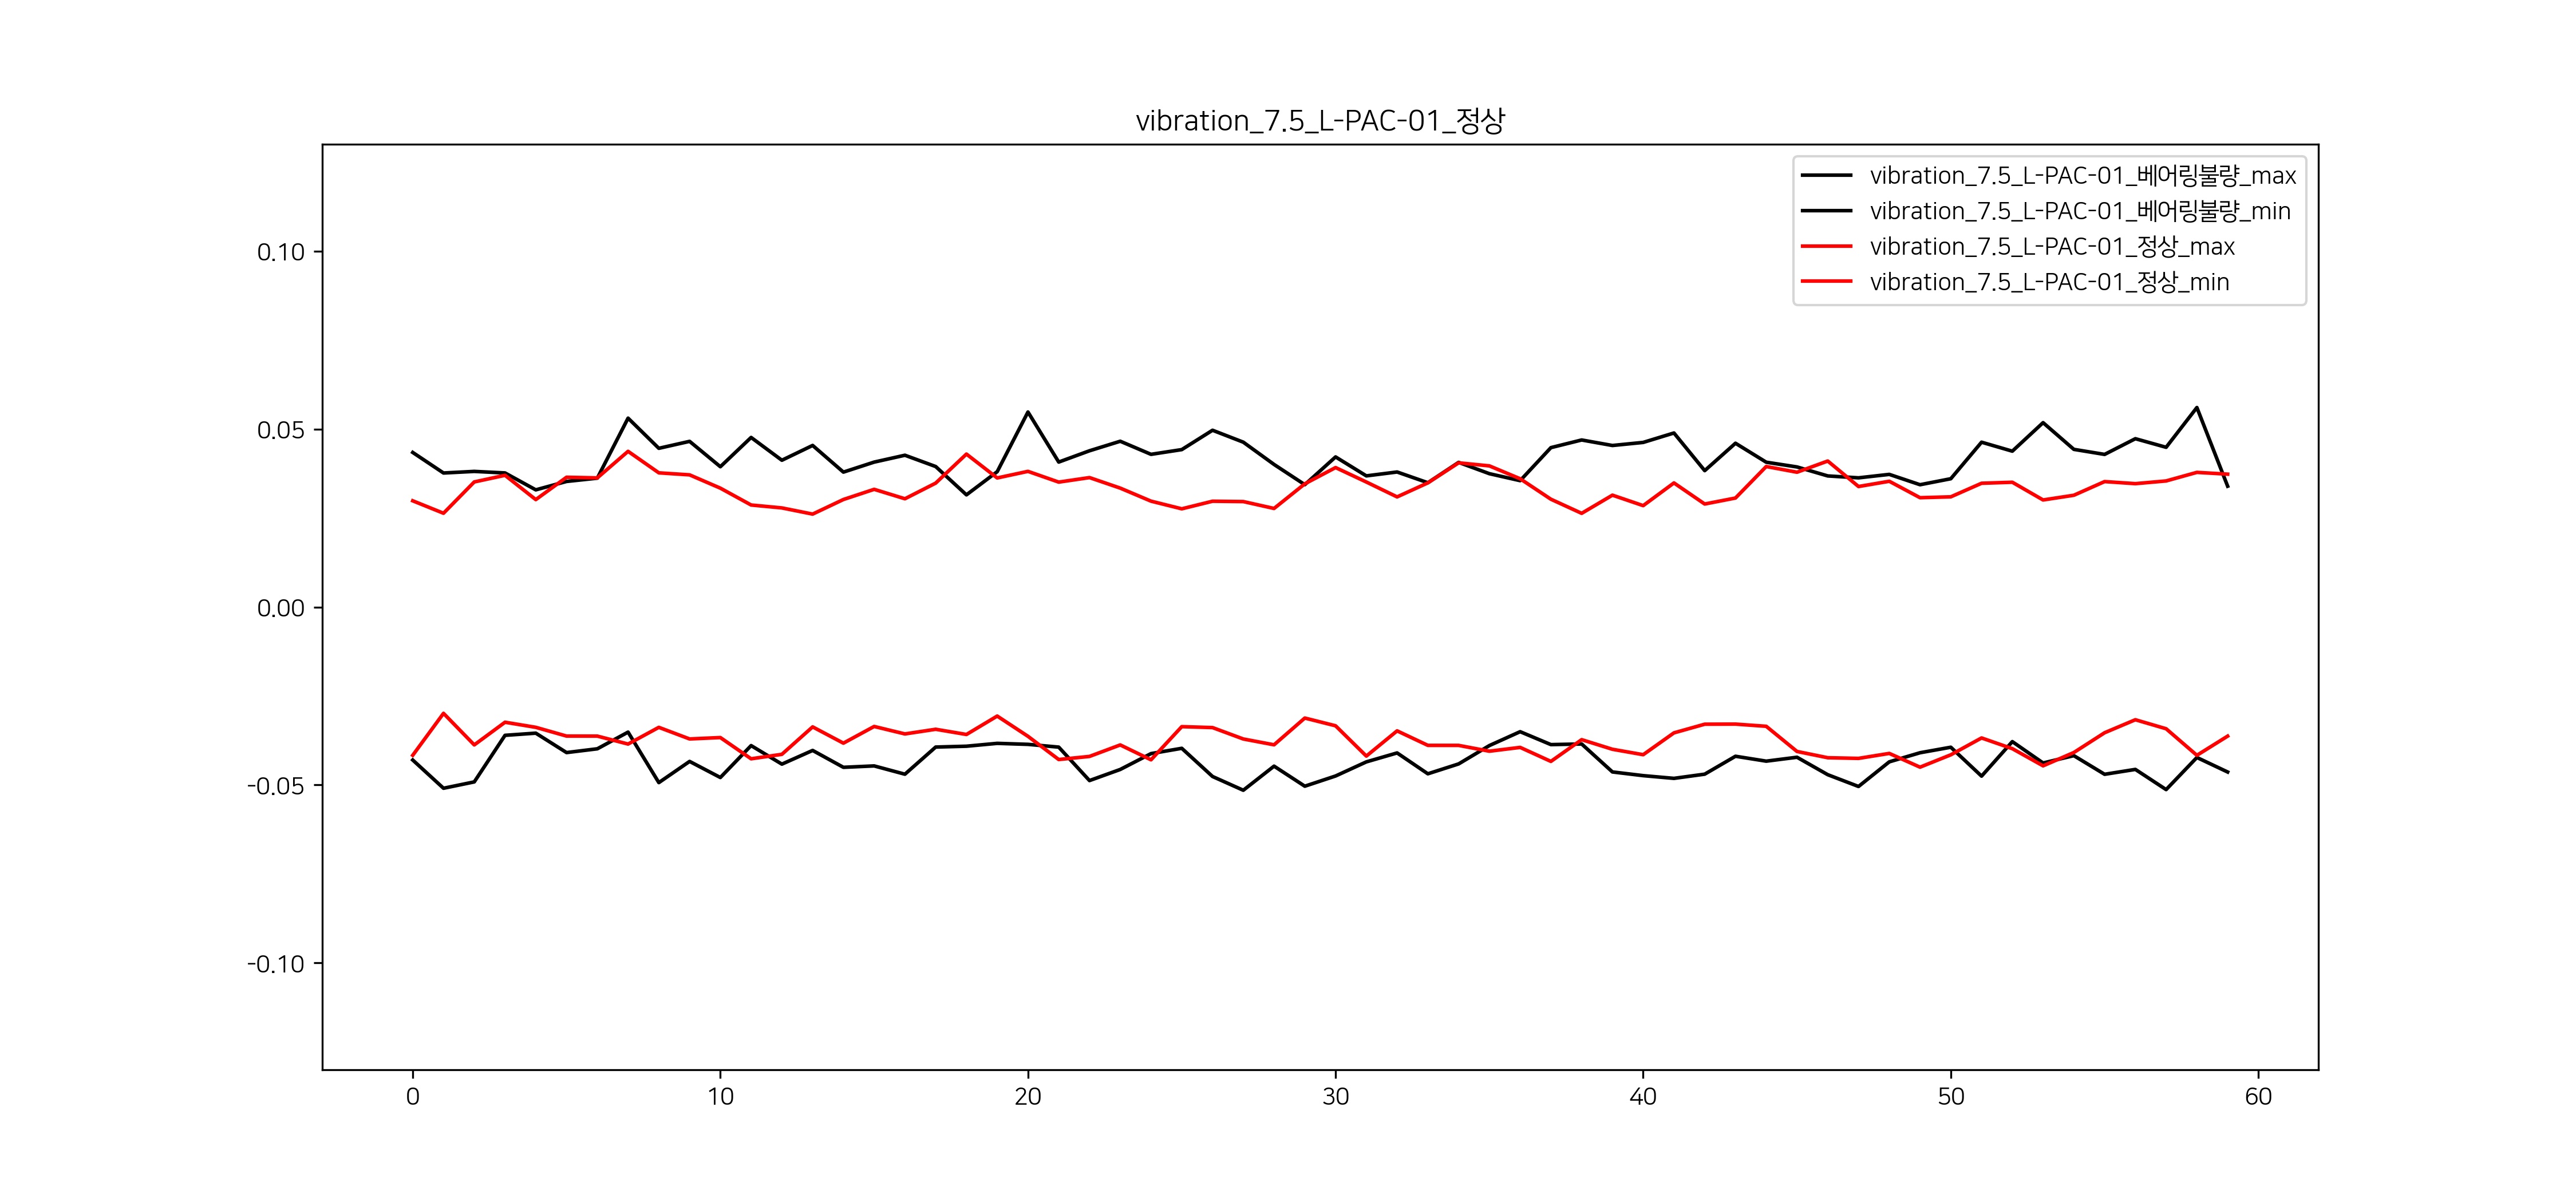 vibration_7.5_L-PAC-01_정상
vibration_7.5_L-PAC-01_베어링불량_max
vibration_7.5_L-PAC-01_베어링불량_min
vibration_7.5_L-PAC-01_정상_max
vibration_7.5_L-PAC-01_정상_min
0.10
0.05
0.00
-0.05
-0.10
0 10 20 30 40 50 60